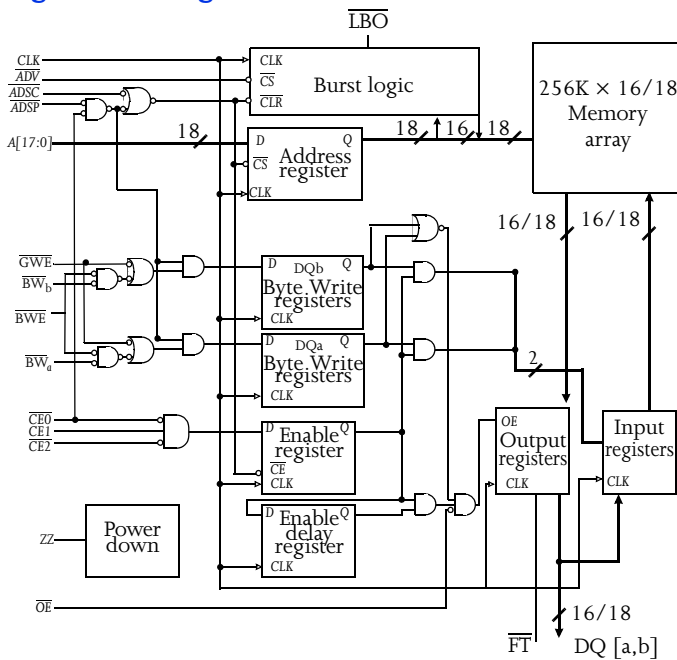 LBO
CLK
ADV
ADSC
ADSP
CLK
CS
CLR
Burst logic
256K × 16/18
Memory
array
A[17:0]
18
D
Q
CS
CLK
Address
register
18
16
18
16/18
16/18
GWE
BWb
BWE
BWa
D
DQb
Q
Byte Write
registers
CLK
D
DQa
Q
Byte Write
registers
CLK
2
CE0
CE1
CE2
D
Enable
Q
register
CE
CLK
OE
Output
registers
CLK
Input
registers
CLK
D
Enable
Q
delay
register
CLK
ZZ
Power
down
OE
FT
16/18
DQ [a,b]